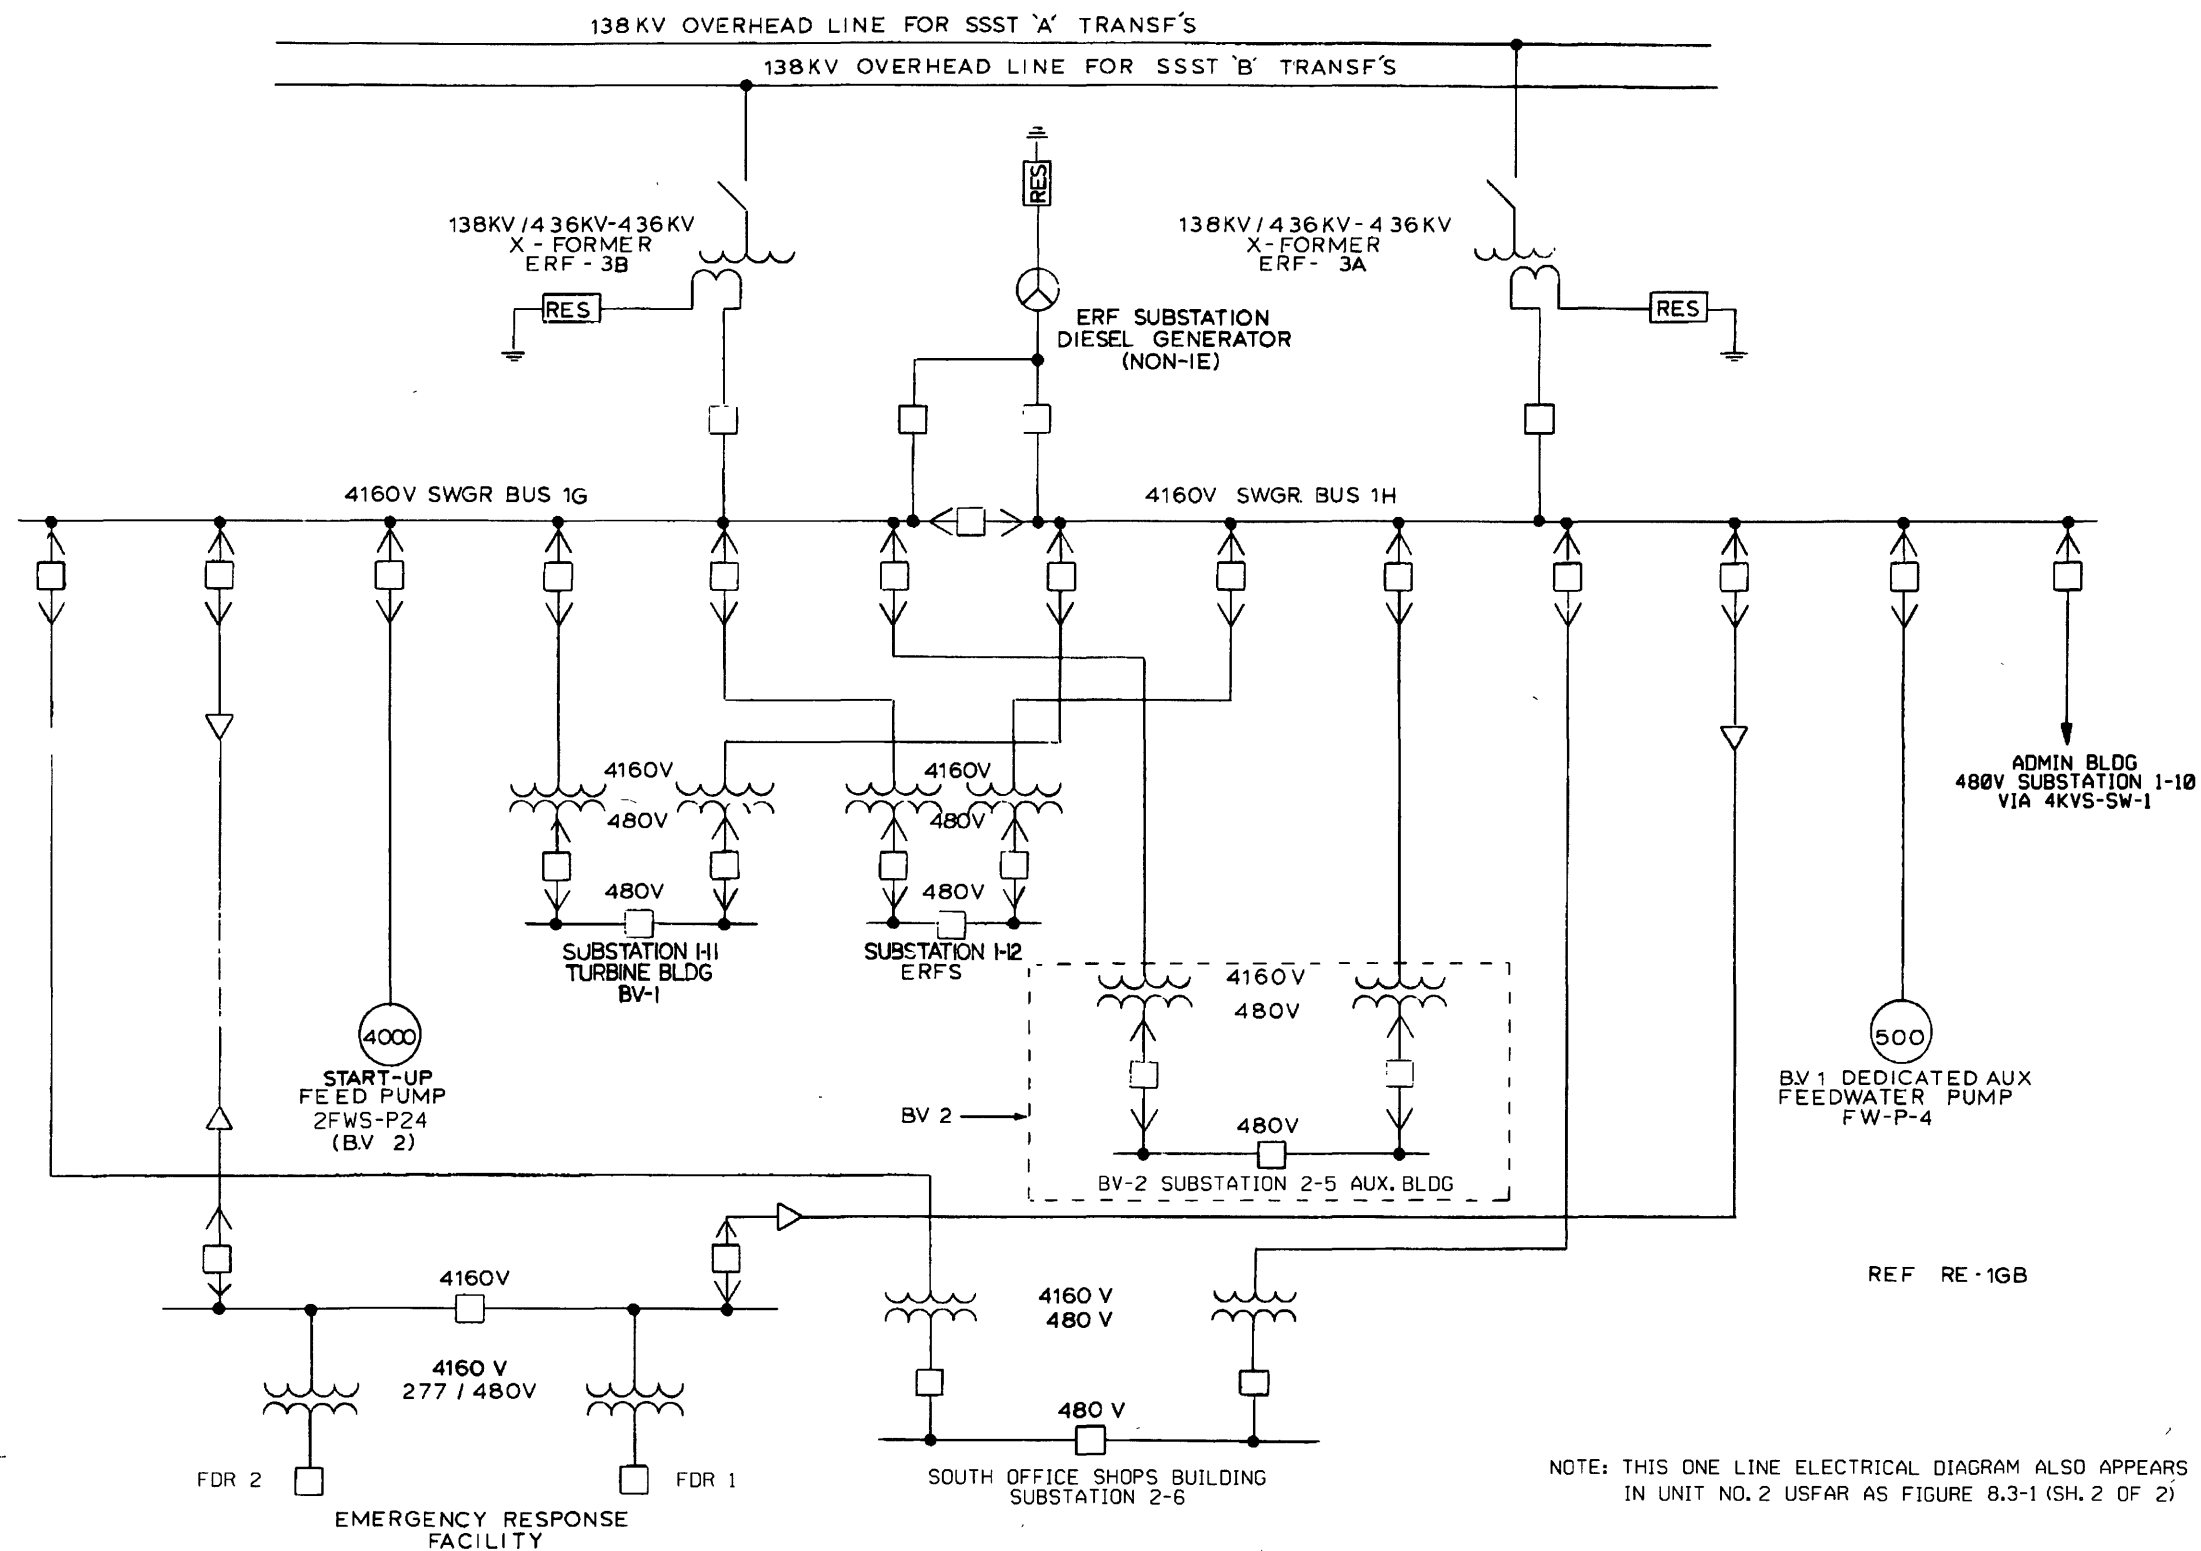 138KV OVERHEAD LINE FOR SSST 'A' TRANSF'S
138KV OVERHEAD LINE FOR SSST 'B' TRANSF'S
RES
138KV/4 36KV-4 36KV
X-FORMER
ERF-3B
138KV/4 36KV-4 36KV
X-FORMER
ERF- 3A
RES
RES
ERF SUBSTATION
DIESEL GENERATOR
(NON-IE)
4160V SWGR BUS 1G
4160V SWGR. BUS 1H
4160V
480V
480V
SUBSTATION 1-11
TURBINE BLDG
BV-1
4160V
480V
480V
SUBSTATION 1-12
ERFS
ADMIN BLDG
480V SUBSTATION 1-10
VIA 4KVS-SW-1
4160V
480V
480V
BV 2
BV-2 SUBSTATION 2-5 AUX. BLDG
4000
START-UP
FEED PUMP
2FWS-P24
(B.V 2)
500
B.V 1 DEDICATED AUX
FEEDWATER PUMP
FW-P-4
4160V
4160 V
277 / 480V
FDR 2
FDR 1
EMERGENCY RESPONSE
FACILITY
4160 V
480 V
480 V
SOUTH OFFICE SHOPS BUILDING
SUBSTATION 2-6
REF RE-1GB
NOTE: THIS ONE LINE ELECTRICAL DIAGRAM ALSO APPEARS
IN UNIT NO. 2 USFAR AS FIGURE 8.3-1 (SH. 2 OF 2)